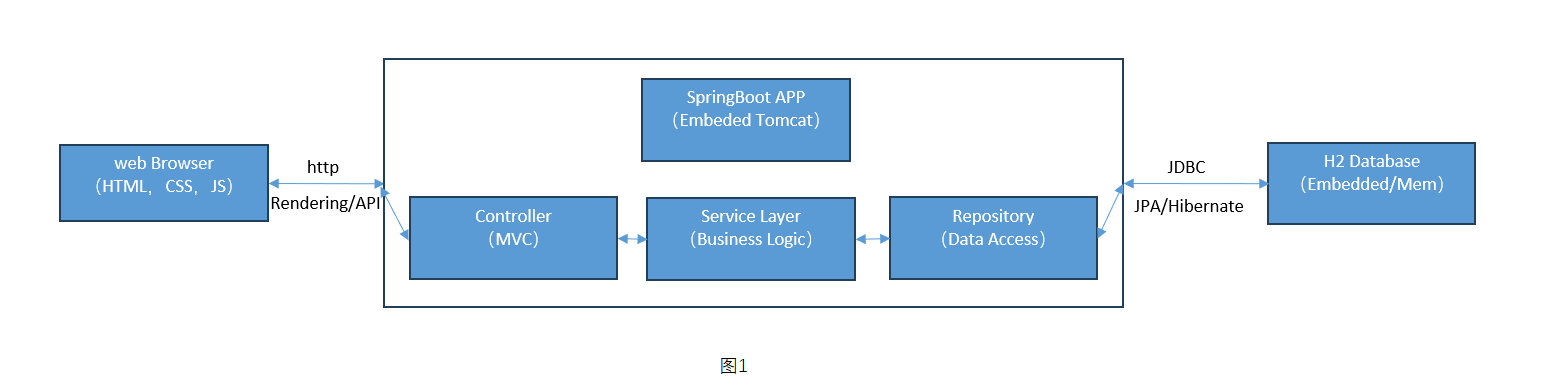 SpringBoot APP
（Embeded Tomcat）
web Browser
（HTML，CSS，JS）
http
Rendering/API
Controller
（MVC）
Service Layer
（Business Logic）
Repository
（Data Access）
JDBC
JPA/Hibernate
H2 Database
（Embedded/Mem）
图1